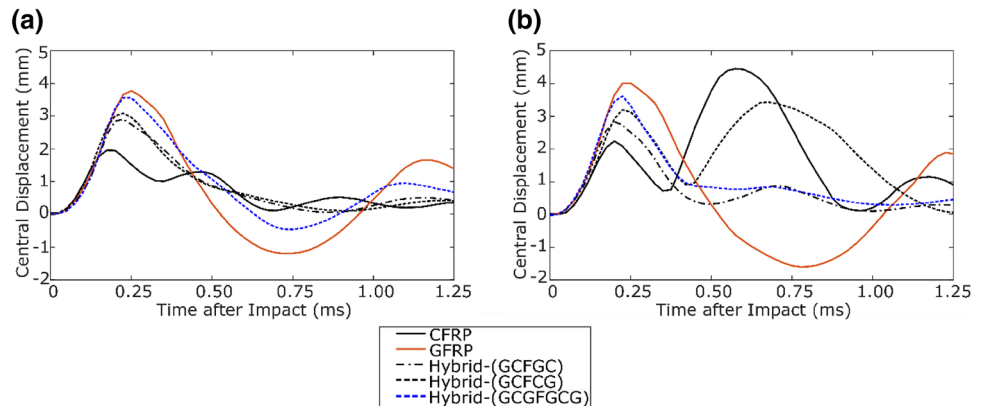 (a)
(b)
Central Displacement (mm)
5
4
3
2
1
0
-1
-2
0
0.25
0.50
0.75
1.00
1.25
Time after Impact (ms)
Central Displacement (mm)
5
4
3
2
1
0
-1
-2
0
0.25
0.50
0.75
1.00
1.25
Time after Impact (ms)
CFRP
GFRP
Hybrid-(GCFGC)
Hybrid-(GCFCG)
Hybrid-(GCGFGCG)